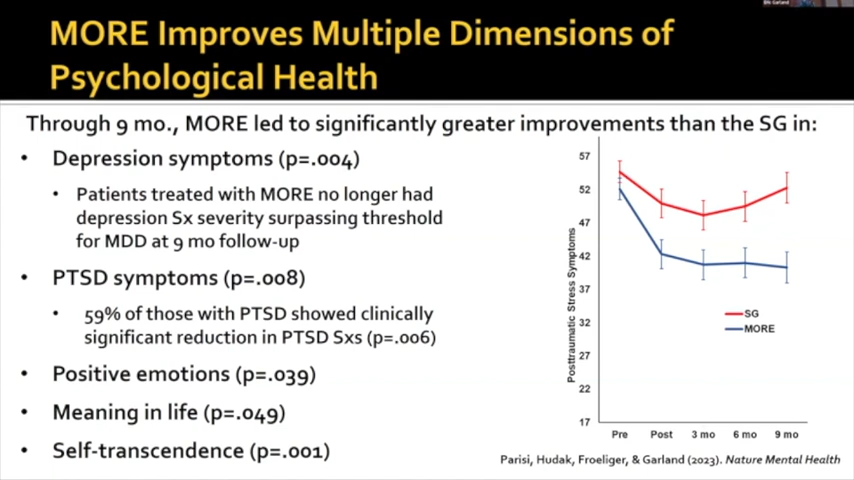 Eric Garland
MORE Improves Multiple Dimensions of
Psychological Health
Through 9 mo., MORE led to significantly greater improvements than the SG in:
• Depression symptoms (p=.004)
• Patients treated with MORE no longer had
depression Sx severity surpassing threshold
for MDD at 9 mo follow-up
• PTSD symptoms (p=.008)
• 59% of those with PTSD showed clinically
significant reduction in PTSD Sxs (p=.006)
• Positive emotions (p=.039)
• Meaning in life (p=.049)
• Self-transcendence (p=.001)
Posttraumatic Stress Symptoms
57
52
47
42
37
32
27
22
17
SG
MORE
Pre Post 3 mo 6 mo 9 mo
Parisi, Hudak, Froeliger, & Garland (2023). Nature Mental Health